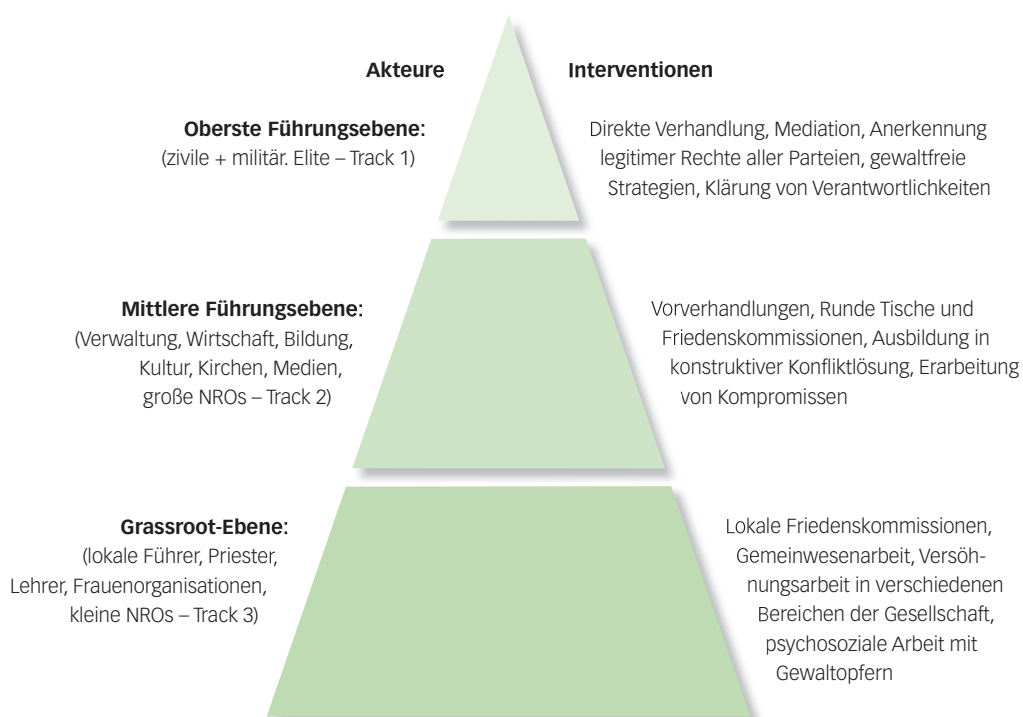 Akteure
Interventionen
Oberste Führungsebene:
(zivile + militär. Elite – Track 1)
Direkte Verhandlung, Mediation, Anerkennung
legitimer Rechte aller Parteien, gewaltfreie
Strategien, Klärung von Verantwortlichkeiten
Mittlere Führungsebene:
(Verwaltung, Wirtschaft, Bildung,
Kultur, Kirchen, Medien,
große NROs – Track 2)
Vorverhandlungen, Runde Tische und
Friedenskommissionen, Ausbildung in
konstruktiver Konfliktlösung, Erarbeitung
von Kompromissen
Grassroot-Ebene:
(lokale Führer, Priester,
Lehrer, Frauenorganisationen,
kleine NROs – Track 3)
Lokale Friedenskommissionen,
Gemeinwesenarbeit, Versöh-
nungsarbeit in verschiedenen
Bereichen der Gesellschaft,
psychosoziale Arbeit mit
Gewaltopfern